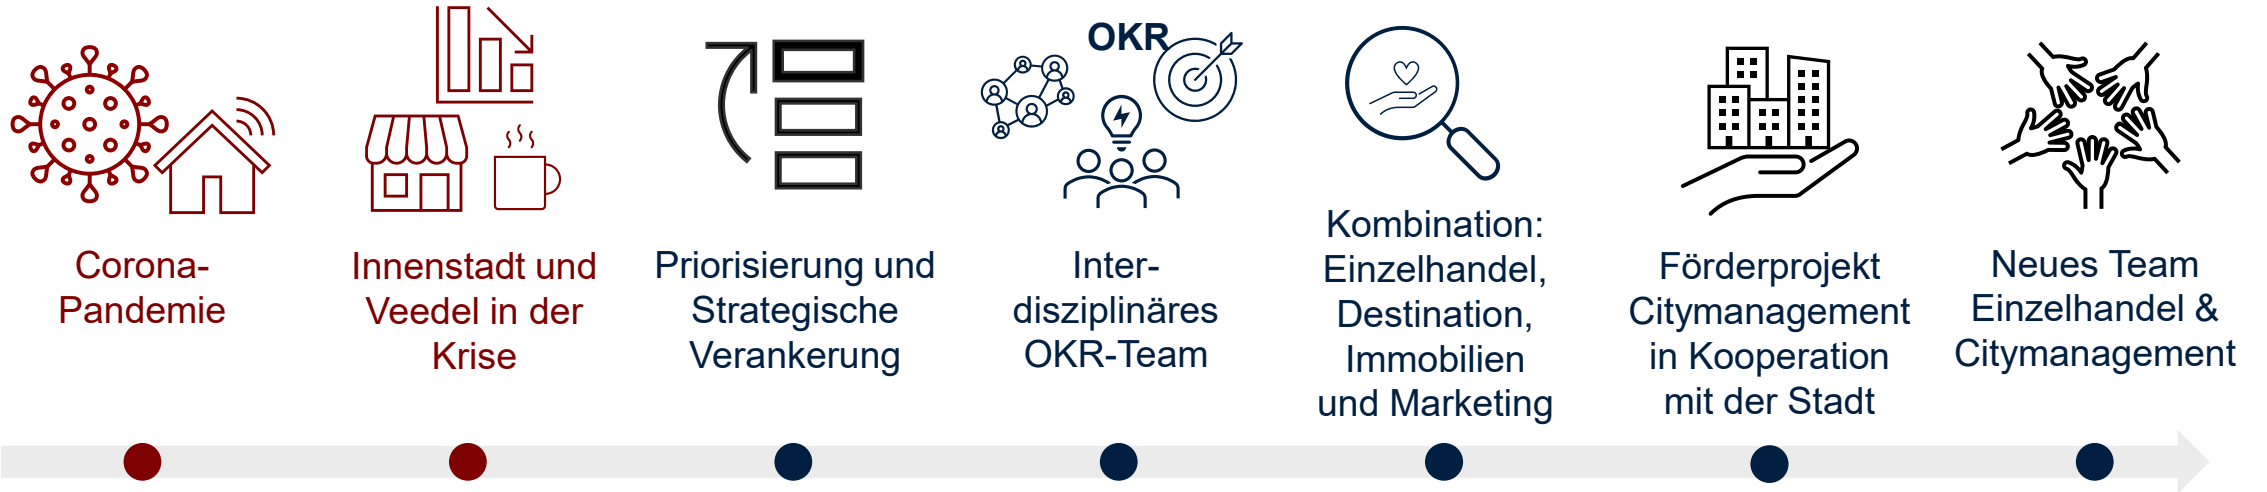 Corona-
Pandemie
Innenstadt und
Veedel in der
Krise
Priorisierung und
Strategische
Verankerung
OKR
Inter-
disziplinäres
OKR-Team
Kombination:
Einzelhandel,
Destination,
Immobilien
und Marketing
Förderprojekt
Citymanagement
in Kooperation
mit der Stadt
Neues Team
Einzelhandel &
Citymanagement